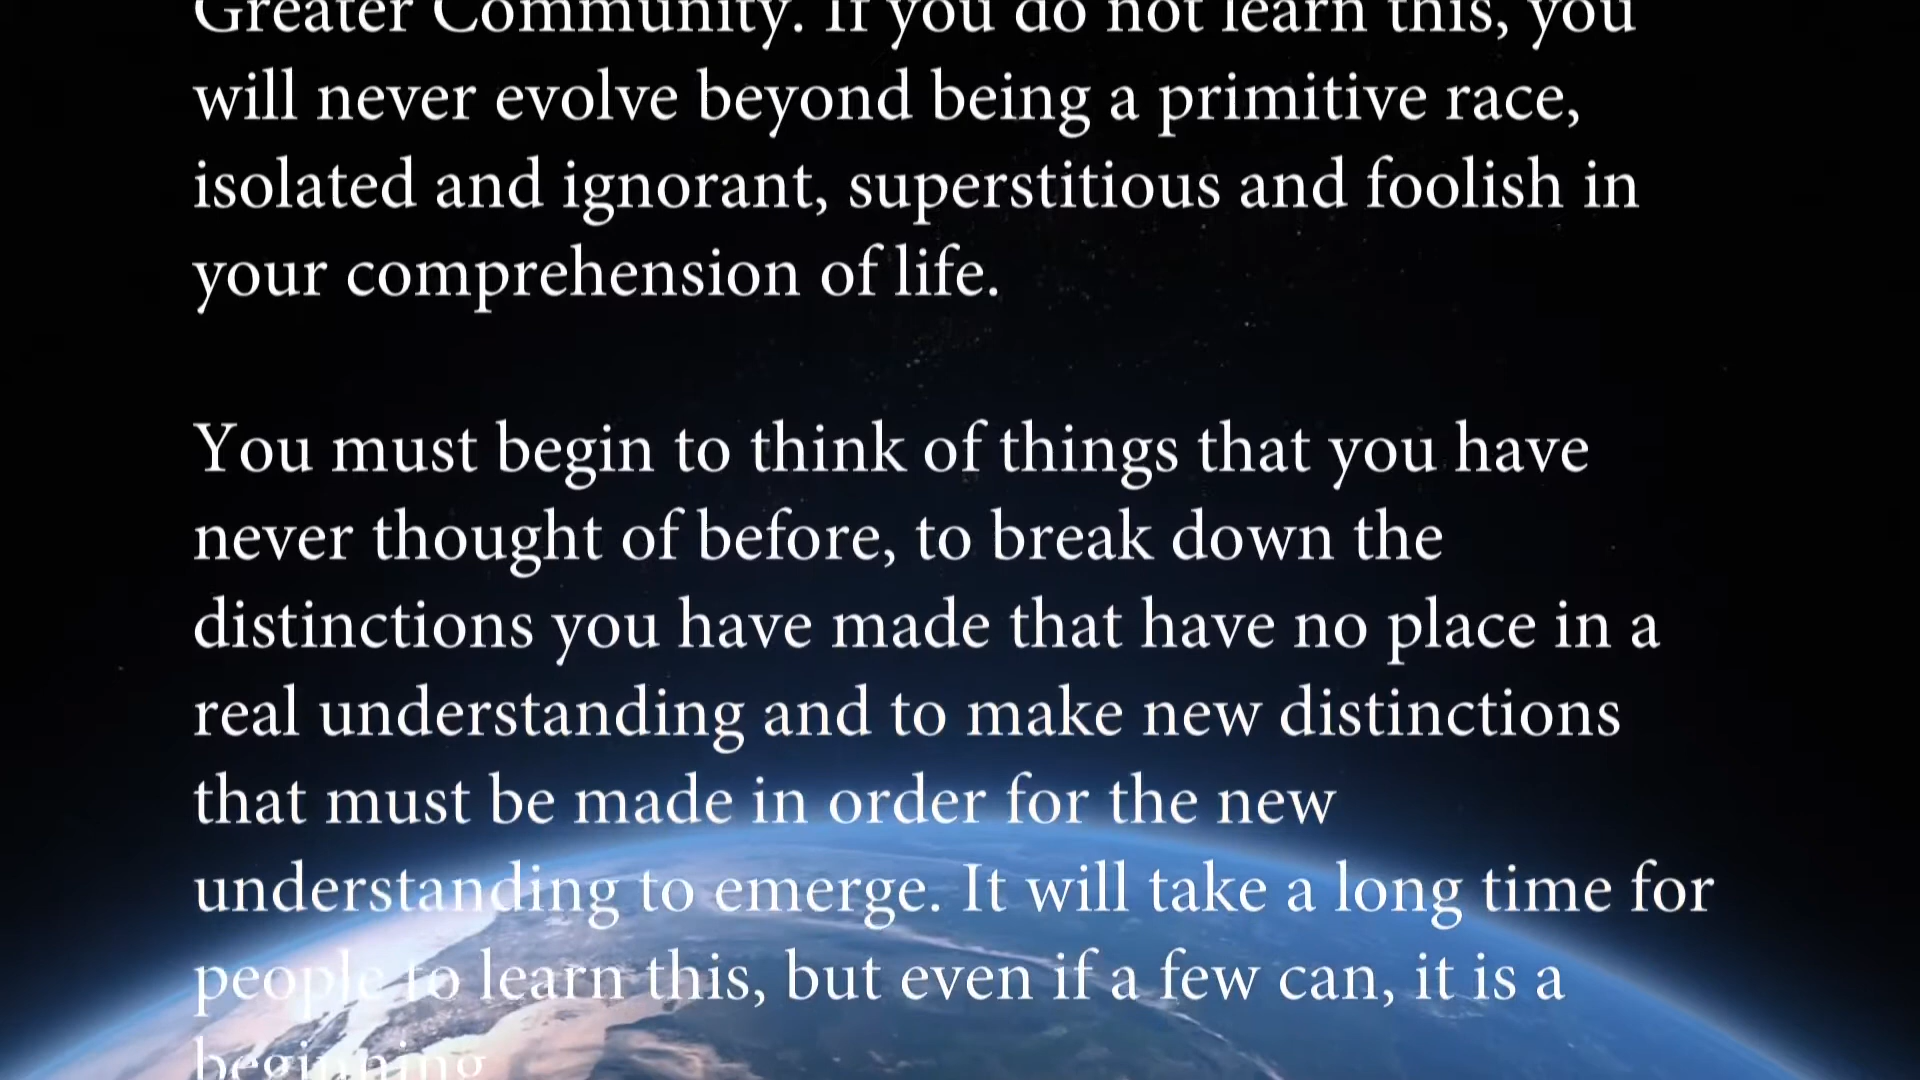 Greater Community. If you do not learn this, you
will never evolve beyond being a primitive race,
isolated and ignorant, superstitious and foolish in
your comprehension of life.
You must begin to think of things that you have
never thought of before, to break down the
distinctions you have made that have no place in a
real understanding and to make new distinctions
that must be made in order for the new
understanding to emerge. It will take a long time for
people to learn this, but even if a few can, it is a
beginning